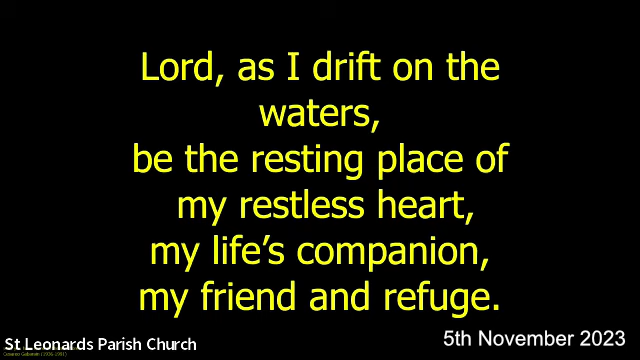 Lord, as I drift on the
waters,
be the resting place of
my restless heart,
my life’s companion,
my friend and refuge.
St Leonards Parish Church
5th November 2023